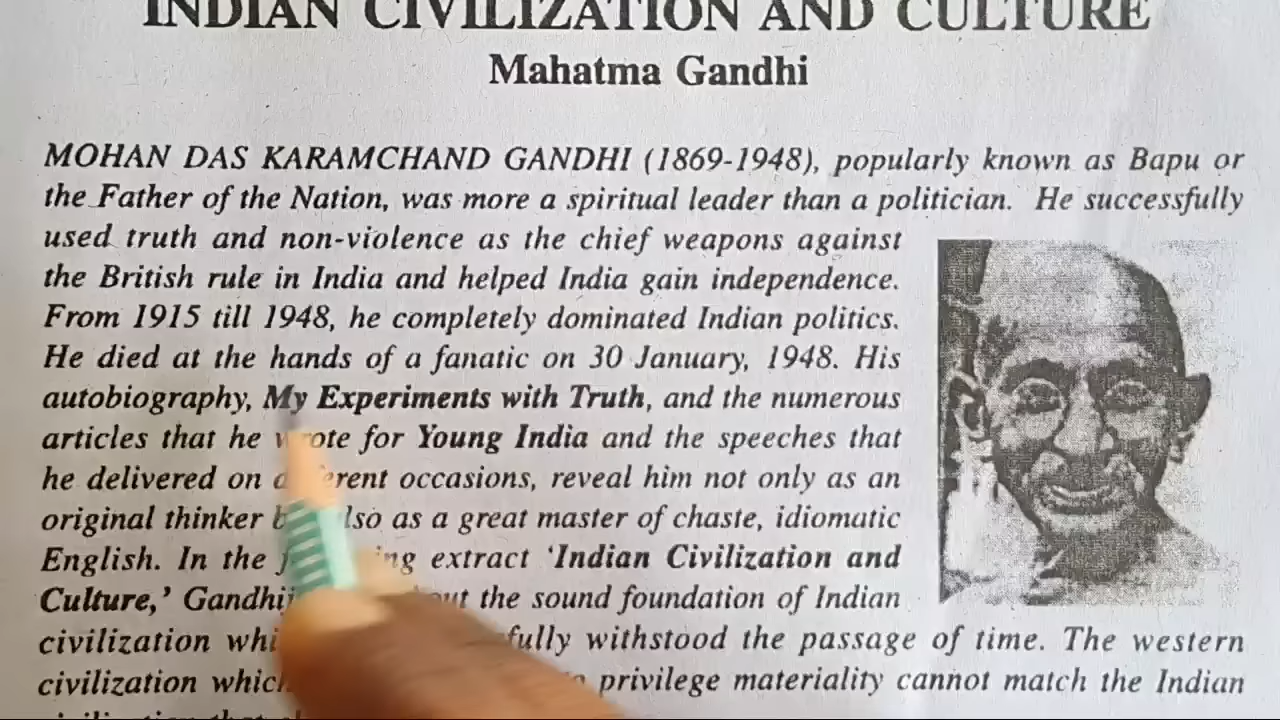 INDIAN CIVILIZATION AND CULTURE
Mahatma Gandhi
MOHAN DAS KARAMCHAND GANDHI (1869-1948), popularly known as Bapu or
the Father of the Nation, was more a spiritual leader than a politician. He successfully
used truth and non-violence as the chief weapons against
the British rule in India and helped India gain independence.
From 1915 till 1948, he completely dominated Indian politics.
He died at the hands of a fanatic on 30 January, 1948. His
autobiography, My Experiments with Truth, and the numerous
articles that he wrote for Young India and the speeches that
he delivered on occasions, reveal him not only as an
original thinker as a great master of chaste, idiomatic
English. In the extract 'Indian Civilization and
Culture,' the sound foundation of Indian
civilization withstood the passage of time. The western
civilization privilege materiality cannot match the Indian